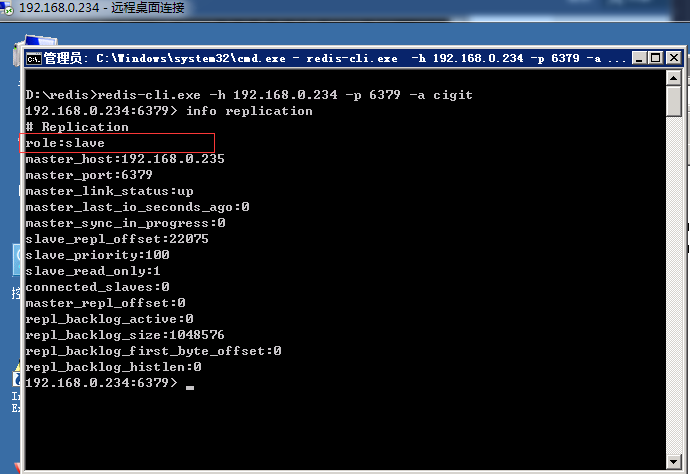 192.168.0.234 - 远程桌面连接
管理员: C:\Windows\system32\cmd.exe - redis-cli.exe  -h 192.168.0.234 -p 6379 -a ...
D:\redis>redis-cli.exe -h 192.168.0.234 -p 6379 -a cigit
192.168.0.234:6379> info replication
# Replication
role:slave
master_host:192.168.0.235
master_port:6379
master_link_status:up
master_last_io_seconds_ago:0
master_sync_in_progress:0
slave_repl_offset:22075
slave_priority:100
slave_read_only:1
connected_slaves:0
master_repl_offset:0
repl_backlog_active:0
repl_backlog_size:1048576
repl_backlog_first_byte_offset:0
repl_backlog_histlen:0
192.168.0.234:6379>